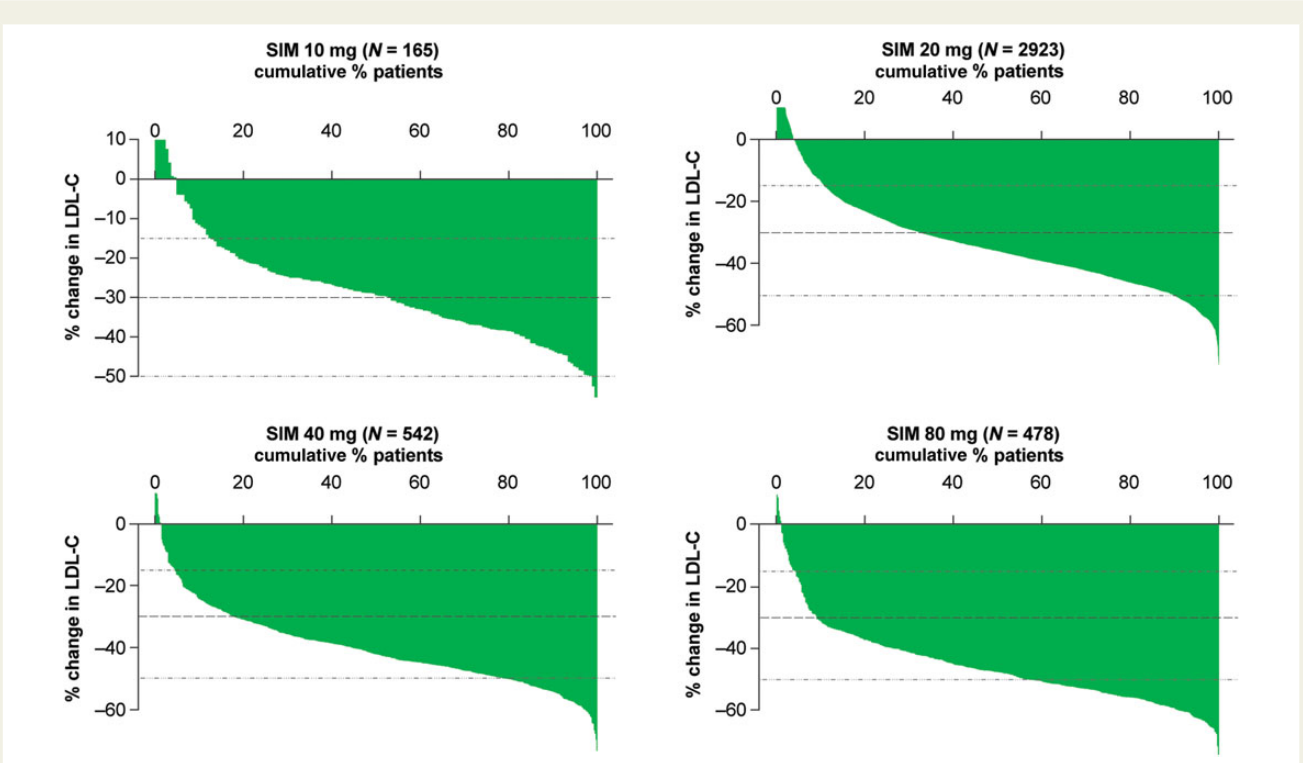 SIM 10 mg (N = 165)
cumulative % patients
0 20 40 60 80 100
% change in LDL-C
10
0
–10
–20
–30
–40
–50
SIM 20 mg (N = 2923)
cumulative % patients
0 20 40 60 80 100
% change in LDL-C
0
–20
–40
–60
SIM 40 mg (N = 542)
cumulative % patients
0 20 40 60 80 100
% change in LDL-C
0
–20
–40
–60
SIM 80 mg (N = 478)
cumulative % patients
0 20 40 60 80 100
% change in LDL-C
0
–20
–40
–60